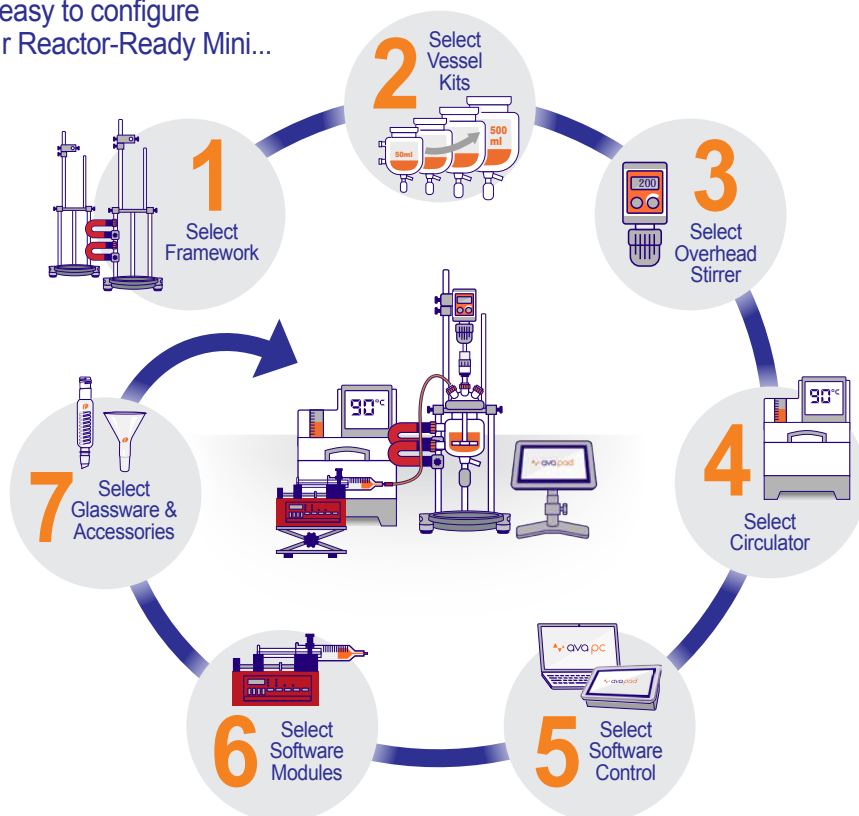 easy to configure
r Reactor-Ready Mini...
1
Select
Framework
2
Select
Vessel
Kits
50ml
500
ml
3
200
Select
Overhead
Stirrer
4
90°C
Select
Circulator
5
ava pc
ava pad
Select
Software
Control
6
Select
Software
Modules
7
Select
Glassware &
Accessories
90°C
ava pad